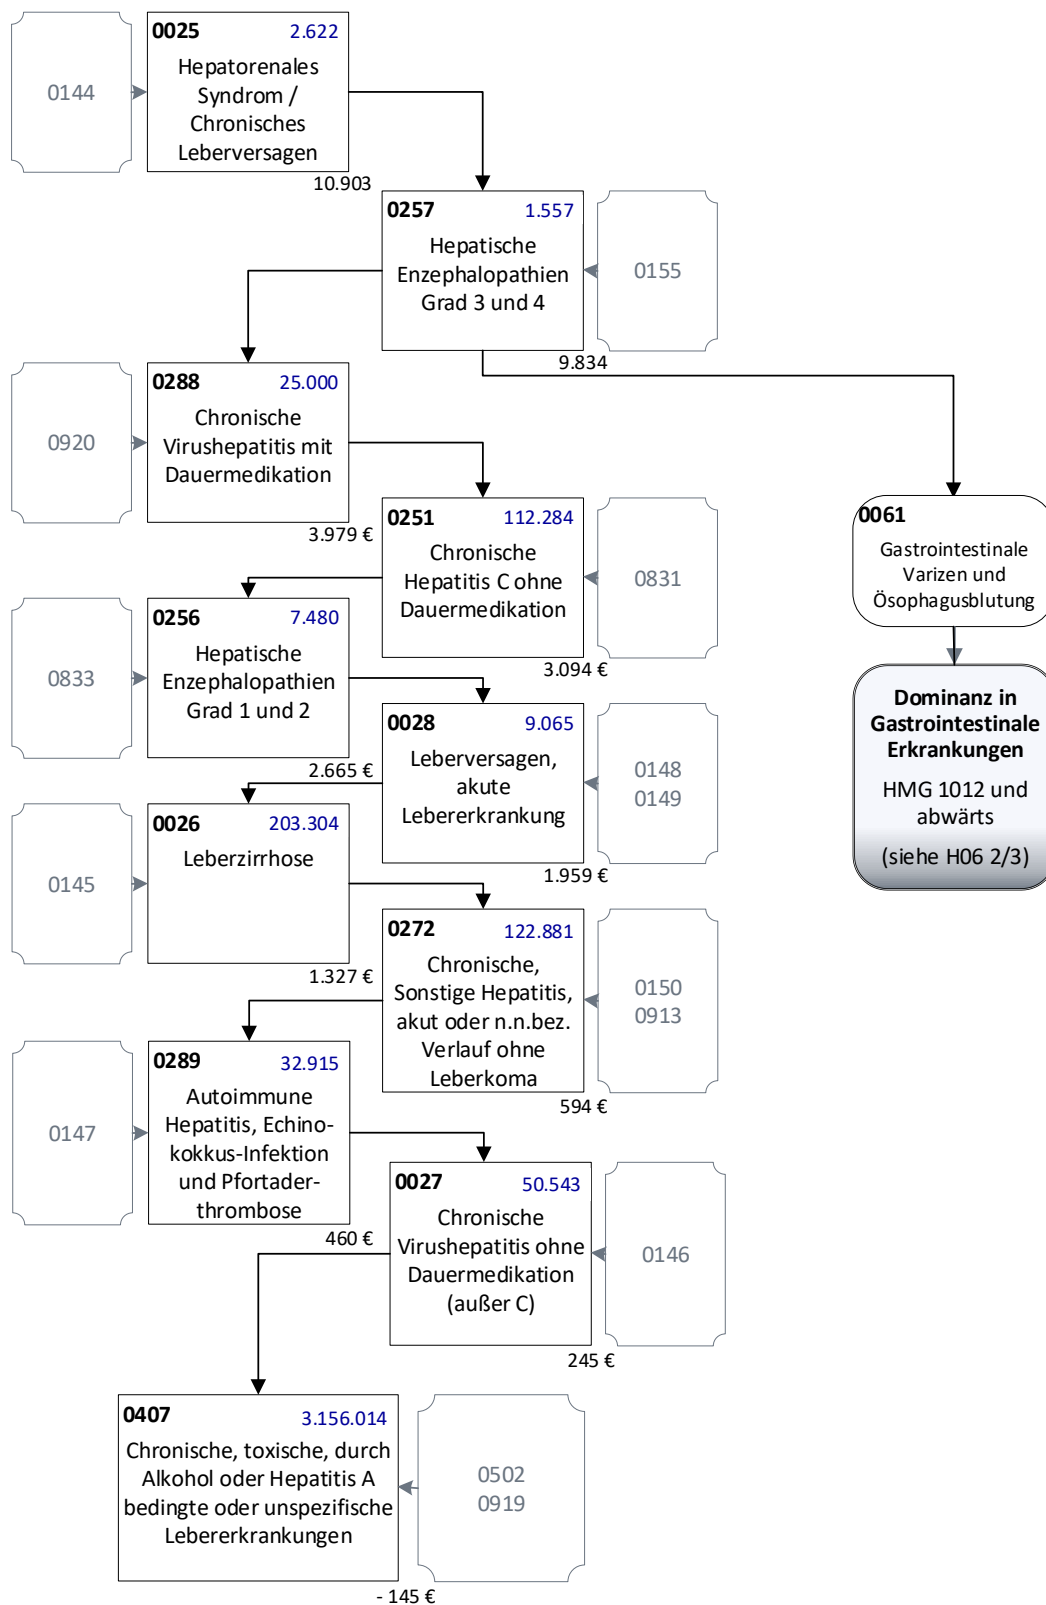 0144
0025 2.622
Hepatorenales
Syndrom /
Chronisches
Leberversagen
10.903
0257 1.557
Hepatische
Enzephalopathien
Grad 3 und 4
0155
9.834
0920
0288 25.000
Chronische
Virushepatitis mit
Dauermedikation
3.979 €
0251 112.284
Chronische
Hepatitis C ohne
Dauermedikation
0831
3.094 €
0061
Gastrointestinale
Varizen und
Ösophagusblutung
Dominanz in
Gastrointestinale
Erkrankungen
HMG 1012 und
abwärts
(siehe H06 2/3)
0833
0256 7.480
Hepatische
Enzephalopathien
Grad 1 und 2
2.665 €
0028 9.065
Leberversagen,
akute
Lebererkrankung
0148
0149
1.959 €
0145
0026 203.304
Leberzirrhose
1.327 €
0272 122.881
Chronische,
Sonstige Hepatitis,
akut oder n.n.bez.
Verlauf ohne
Leberkoma
0150
0913
594 €
0147
0289 32.915
Autoimmune
Hepatitis, Echino-
kokkus-Infektion
und Pfortader-
thrombose
460 €
0027 50.543
Chronische
Virushepatitis ohne
Dauermedikation
(außer C)
0146
245 €
0407 3.156.014
Chronische, toxische, durch
Alkohol oder Hepatitis A
bedingte oder unspezifische
Lebererkrankungen
0502
0919
- 145 €